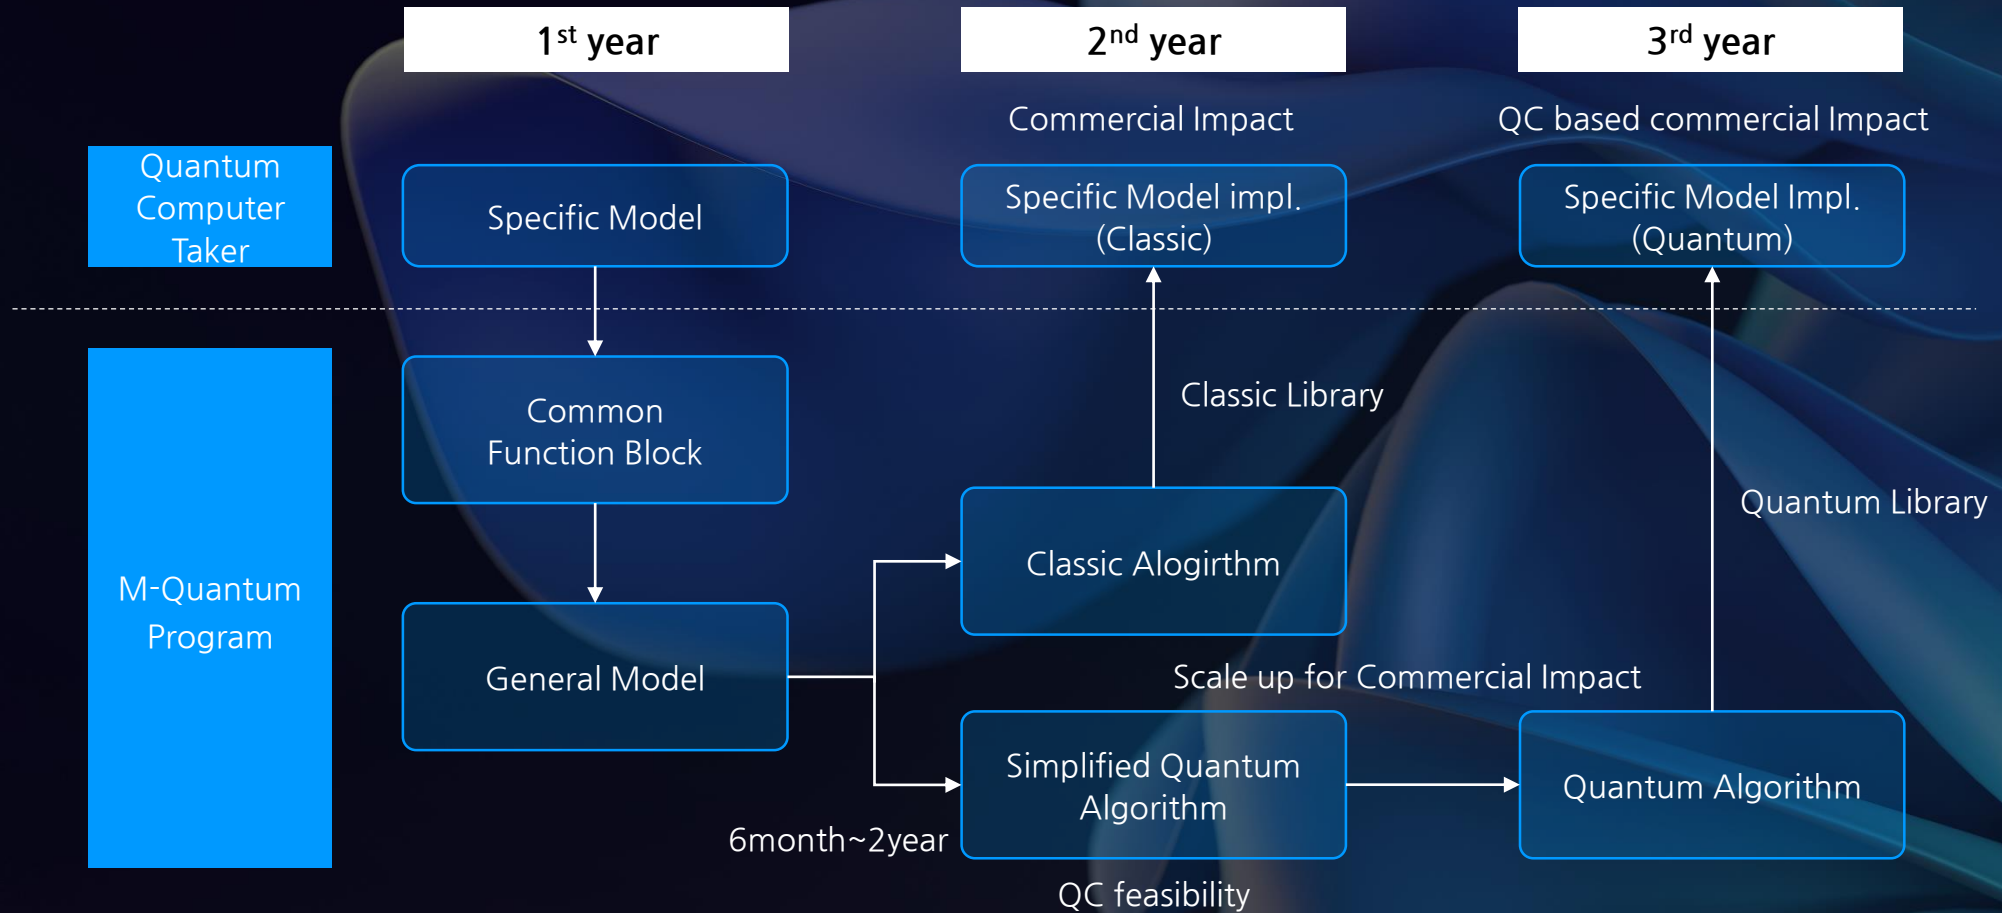 1st year
2nd year
3rd year
Commercial Impact
QC based commercial Impact
Quantum
Computer
Taker
Specific Model
Specific Model impl.
(Classic)
Specific Model Impl.
(Quantum)
Common
Function Block
Classic Library
Quantum Library
M-Quantum
Program
Classic Alogirthm
General Model
Scale up for Commercial Impact
Simplified Quantum
Algorithm
Quantum Algorithm
6month~2year
QC feasibility